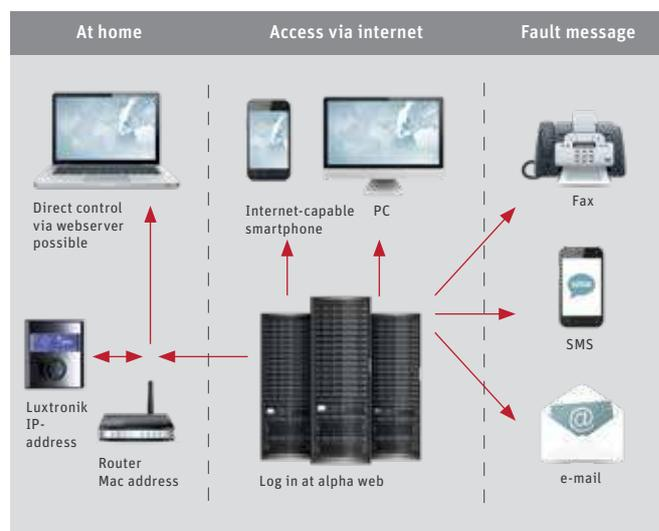 At home
Access via internet
Fault message
Direct control
via webserver
possible
Internet-capable
smartphone
PC
Fax
Luxtronik
IP-
address
Router
Mac address
Log in at alpha web
SMS
@
e-mail